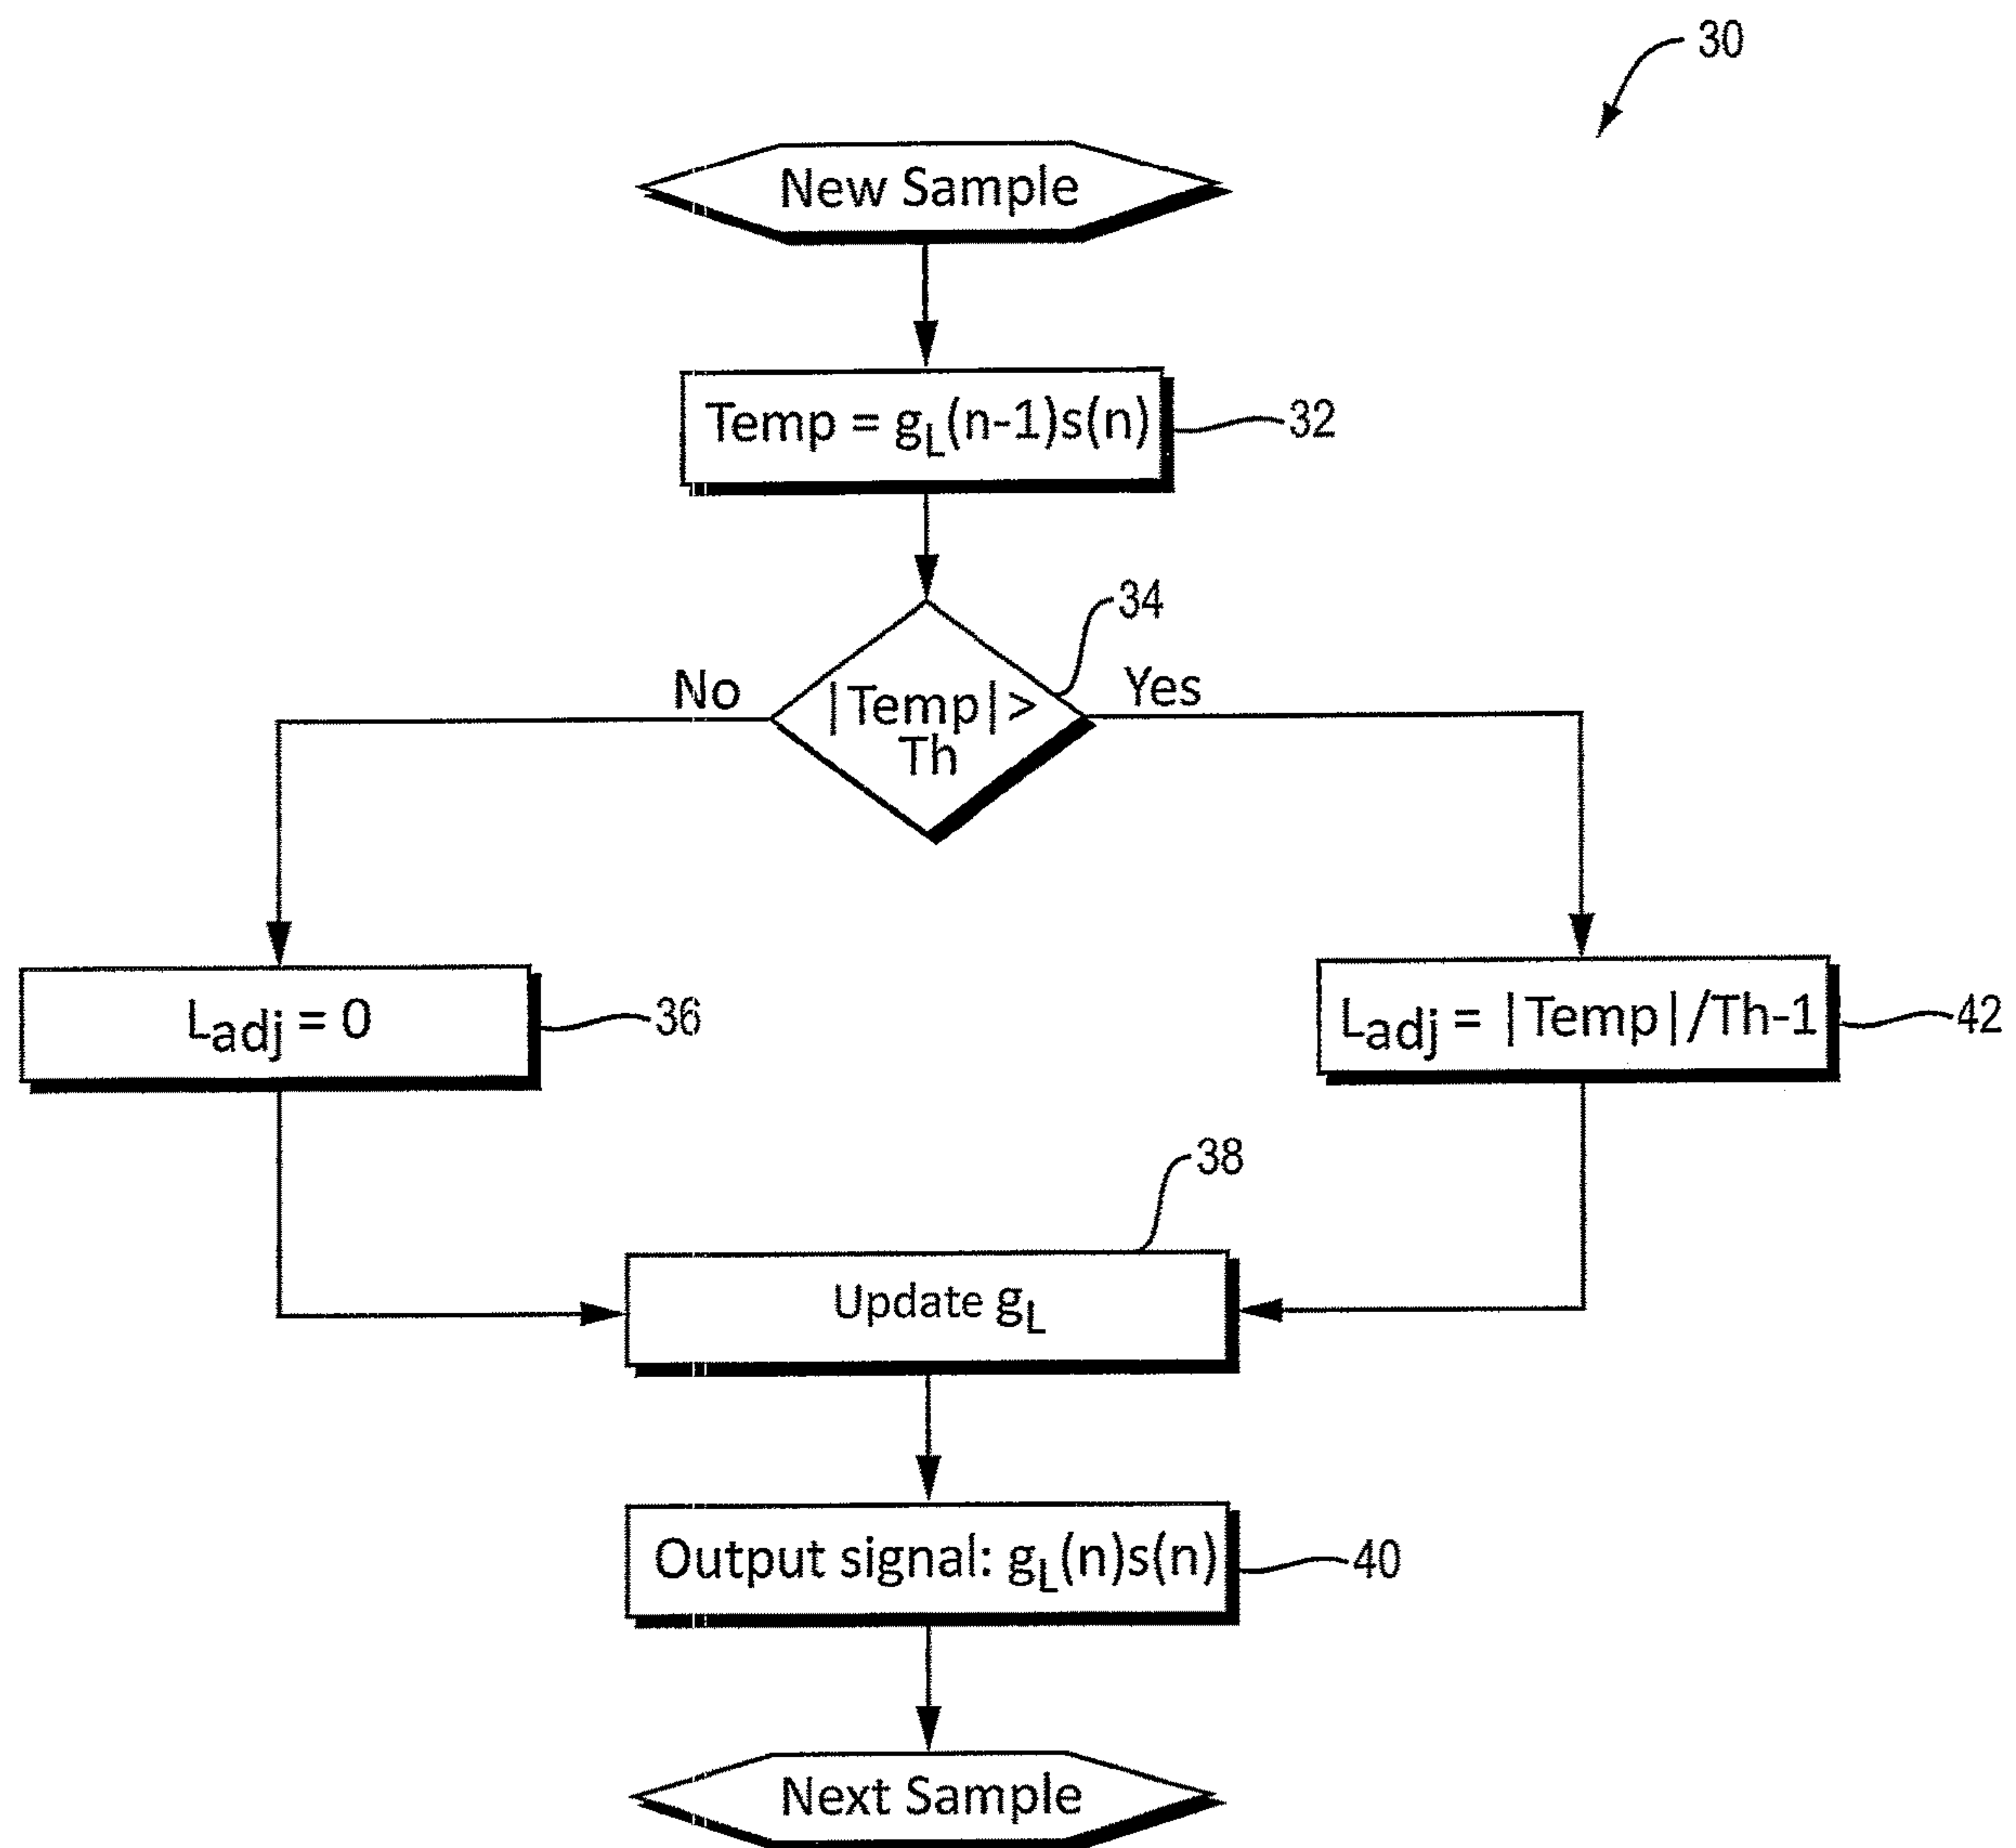 30
New Sample
Temp = gL(n-1)s(n)
32
34
No
Yes
|Temp|>
Th
Ladj = 0
36
Ladj = |Temp|/Th-1
42
38
Update gL
Output signal: gL(n)s(n)
40
Next Sample